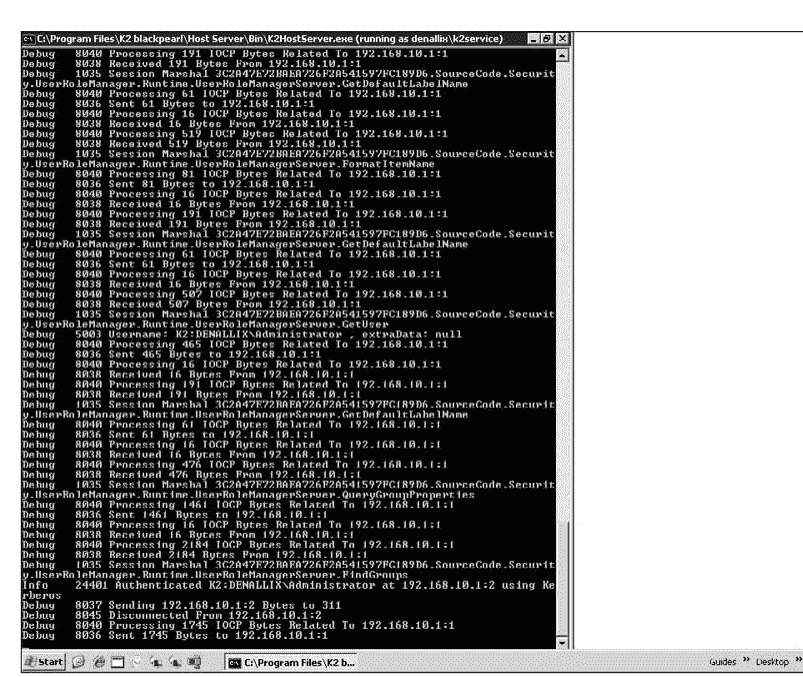 C:\Program Files\K2 blackpearl\Host Server\Bin\K2HostServer.exe (running as denallix\k2service)
Debug 8040 Processing 191 IOCP Bytes Related To 192.168.10.1:1
Debug 8038 Received 191 Bytes From 192.168.10.1:1
Debug 1035 Session Marshal 3C2A47E72BAEA726F2A541597FC189D6.SourceCode.Securit
y.UserRoleManager.Runtime.UserRoleManagerServer.GetDefaultLabelName
Debug 8040 Processing 61 IOCP Bytes Related To 192.168.10.1:1
Debug 8036 Sent 61 Bytes to 192.168.10.1:1
Debug 8040 Processing 16 IOCP Bytes Related To 192.168.10.1:1
Debug 8038 Received 16 Bytes From 192.168.10.1:1
Debug 8040 Processing 519 IOCP Bytes Related To 192.168.10.1:1
Debug 8038 Received 519 Bytes From 192.168.10.1:1
Debug 1035 Session Marshal 3C2A47E72BAEA726F2A541597FC189D6.SourceCode.Securit
y.UserRoleManager.Runtime.UserRoleManagerServer.FormatItemName
Debug 8040 Processing 81 IOCP Bytes Related To 192.168.10.1:1
Debug 8036 Sent 81 Bytes to 192.168.10.1:1
Debug 8040 Processing 16 IOCP Bytes Related To 192.168.10.1:1
Debug 8038 Received 16 Bytes From 192.168.10.1:1
Debug 8040 Processing 191 IOCP Bytes Related To 192.168.10.1:1
Debug 8038 Received 191 Bytes From 192.168.10.1:1
Debug 1035 Session Marshal 3C2A47E72BAEA726F2A541597FC189D6.SourceCode.Securit
y.UserRoleManager.Runtime.UserRoleManagerServer.GetDefaultLabelName
Debug 8040 Processing 61 IOCP Bytes Related To 192.168.10.1:1
Debug 8036 Sent 61 Bytes to 192.168.10.1:1
Debug 8040 Processing 16 IOCP Bytes Related To 192.168.10.1:1
Debug 8038 Received 16 Bytes From 192.168.10.1:1
Debug 8040 Processing 507 IOCP Bytes Related To 192.168.10.1:1
Debug 8038 Received 507 Bytes From 192.168.10.1:1
Debug 1035 Session Marshal 3C2A47E72BAEA726F2A541597FC189D6.SourceCode.Securit
y.UserRoleManager.Runtime.UserRoleManagerServer.GetUser
Debug 5003 Username: K2:DENALLIX\Administrator , extraData: null
Debug 8040 Processing 465 IOCP Bytes Related To 192.168.10.1:1
Debug 8036 Sent 465 Bytes to 192.168.10.1:1
Debug 8040 Processing 16 IOCP Bytes Related To 192.168.10.1:1
Debug 8038 Received 16 Bytes From 192.168.10.1:1
Debug 8040 Processing 191 IOCP Bytes Related To 192.168.10.1:1
Debug 8038 Received 191 Bytes From 192.168.10.1:1
Debug 1035 Session Marshal 3C2A47E72BAEA726F2A541597FC189D6.SourceCode.Securit
y.UserRoleManager.Runtime.UserRoleManagerServer.GetDefaultLabelName
Debug 8040 Processing 61 IOCP Bytes Related To 192.168.10.1:1
Debug 8036 Sent 61 Bytes to 192.168.10.1:1
Debug 8040 Processing 16 IOCP Bytes Related To 192.168.10.1:1
Debug 8038 Received 16 Bytes From 192.168.10.1:1
Debug 8040 Processing 476 IOCP Bytes Related To 192.168.10.1:1
Debug 8038 Received 476 Bytes From 192.168.10.1:1
Debug 1035 Session Marshal 3C2A47E72BAEA726F2A541597FC189D6.SourceCode.Securit
y.UserRoleManager.Runtime.UserRoleManagerServer.QueryGroupProperties
Debug 8040 Processing 1461 IOCP Bytes Related To 192.168.10.1:1
Debug 8036 Sent 1461 Bytes to 192.168.10.1:1
Debug 8040 Processing 16 IOCP Bytes Related To 192.168.10.1:1
Debug 8038 Received 16 Bytes From 192.168.10.1:1
Debug 8040 Processing 2184 IOCP Bytes Related To 192.168.10.1:1
Debug 8038 Received 2184 Bytes From 192.168.10.1:1
Debug 1035 Session Marshal 3C2A47E72BAEA726F2A541597FC189D6.SourceCode.Securit
y.UserRoleManager.Runtime.UserRoleManagerServer.FindGroups
Info 24401 Authenticated K2:DENALLIX\Administrator at 192.168.10.1:2 using Ke
rberos
Debug 8037 Sending 192.168.10.1:2 Bytes to 311
Debug 8045 Disconnected From 192.168.10.1:2
Debug 8040 Processing 1745 IOCP Bytes Related To 192.168.10.1:1
Debug 8036 Sent 1745 Bytes to 192.168.10.1:1
Start C:\Program Files\K2 b... Guides » Desktop »